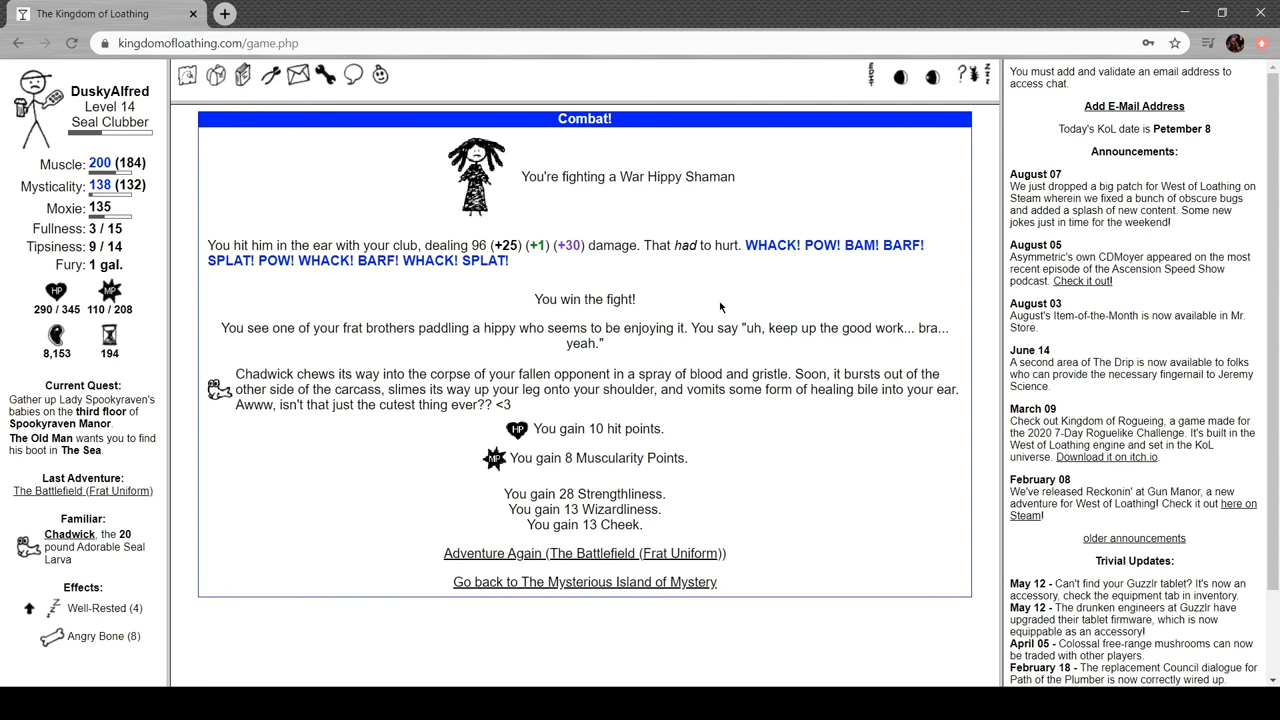 The Kingdom of Loathing
kingdomofloathing.com/game.php
DuskyAlfred
Level 14
Seal Clubber
Muscle: 200 (184)
Mysticality: 138 (132)
Moxie: 135
Fullness: 3 / 15
Tipsiness: 9 / 14
Fury: 1 gal.
HP MP
290 / 345 110 / 208
8,153 194
Current Quest:
Gather up Lady Spookyraven's
babies on the third floor of
Spookyraven Manor.
The Old Man wants you to find
his boot in The Sea.
Last Adventure:
The Battlefield (Frat Uniform)
Familiar:
Chadwick, the 20
pound Adorable Seal
Larva
Effects:
Well-Rested (4)
Angry Bone (8)
Combat!
You're fighting a War Hippy Shaman
You hit him in the ear with your club, dealing 96 (+25) (+1) (+30) damage. That had to hurt. WHACK! POW! BAM! BARF!
SPLAT! POW! WHACK! BARF! WHACK! SPLAT!
You win the fight!
You see one of your frat brothers paddling a hippy who seems to be enjoying it. You say "uh, keep up the good work... bra...
yeah."
Chadwick chews its way into the corpse of your fallen opponent in a spray of blood and gristle. Soon, it bursts out of the
other side of the carcass, slimes its way up your leg onto your shoulder, and vomits some form of healing bile into your ear.
Awww, isn't that just the cutest thing ever?? <3
HP You gain 10 hit points.
MP You gain 8 Muscularity Points.
You gain 28 Strengthliness.
You gain 13 Wizardliness.
You gain 13 Cheek.
Adventure Again (The Battlefield (Frat Uniform))
Go back to The Mysterious Island of Mystery
You must add and validate an email address to
access chat.
Add E-Mail Address
Today's KoL date is Petember 8
Announcements:
August 07
We just dropped a big patch for West of Loathing on
Steam wherein we fixed a bunch of obscure bugs
and added a splash of new content. Some new
jokes just in time for the weekend!
August 05
Asymmetric's own CDMoyer appeared on the most
recent episode of the Ascension Speed Show
podcast. Check it out!
August 03
August's Item-of-the-Month is now available in Mr.
Store.
June 14
A second area of The Drip is now available to folks
who can provide the necessary fingernail to Jeremy
Science.
March 09
Check out Kingdom of Rogueing, a game made for
the 2020 7-Day Roguelike Challenge. It's built in the
West of Loathing engine and set in the KoL
universe. Download it on itch.io.
February 08
We've released Reckonin' at Gun Manor, a new
adventure for West of Loathing! Check it out here on
Steam!
older announcements
Trivial Updates:
May 12 - Can't find your Guzzlr tablet? It's now an
accessory, check the equipment tab in inventory.
May 12 - The drunken engineers at Guzzlr have
upgraded their tablet firmware, which is now
equippable as an accessory!
April 05 - Colossal free-range mushrooms can now
be traded with other players.
February 18 - The replacement Council dialogue for
Path of the Plumber is now correctly wired up.